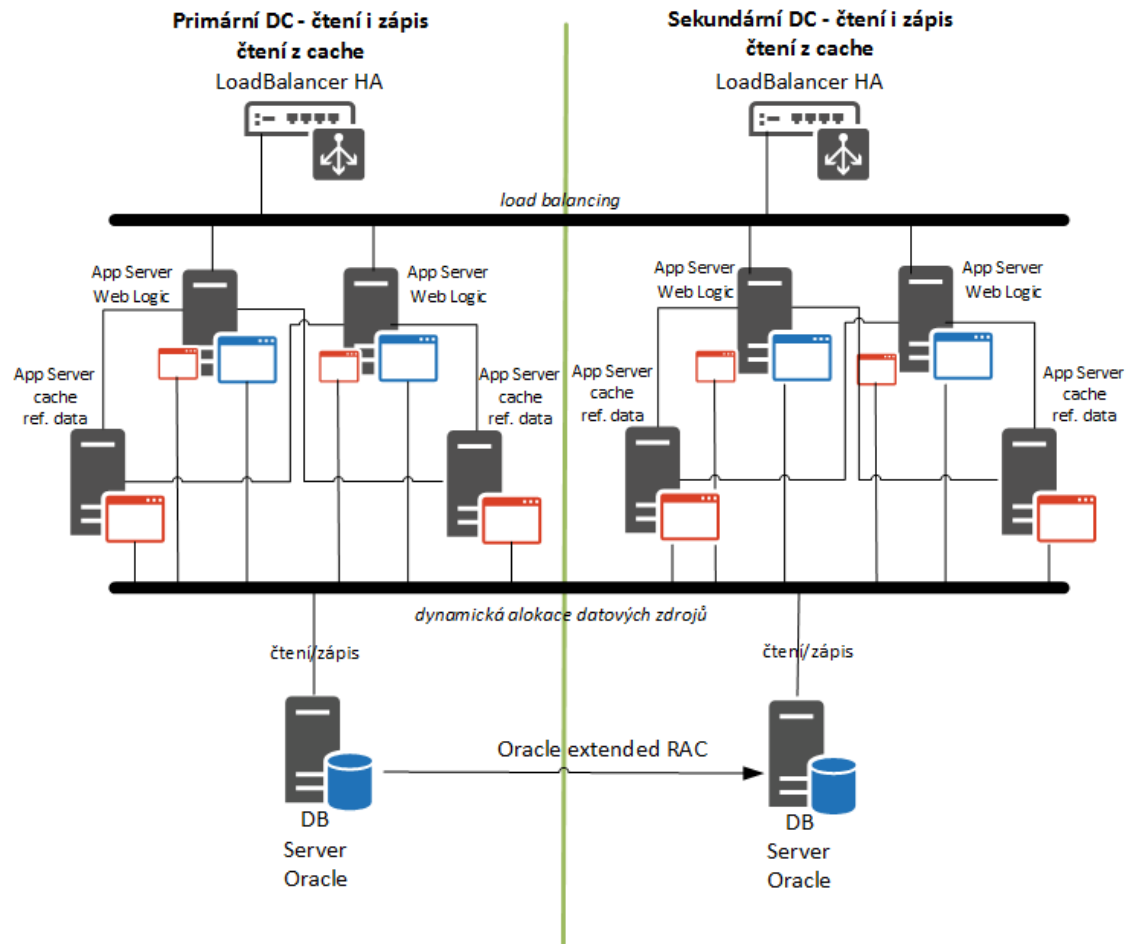 Primární DC - čtení i zápis
čtení z cache
LoadBalancer HA
Sekundární DC - čtení i zápis
čtení z cache
LoadBalancer HA
load balancing
App Server
Web Logic
App Server
Web Logic
App Server
Web Logic
App Server
Web Logic
App Server
cache
ref. data
App Server
cache
ref. data
App Server
cache
ref. data
App Server
cache
ref. data
dynamická alokace datových zdrojů
čtení/zápis
čtení/zápis
Oracle extended RAC
DB
Server
Oracle
DB
Server
Oracle